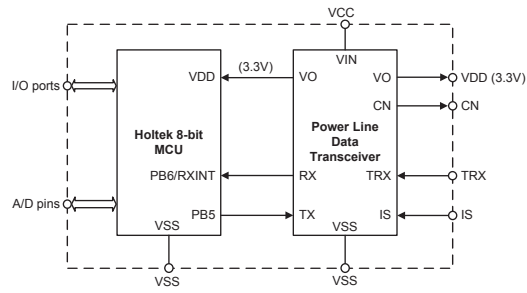 VCC
VIN
I/O ports
VDD
(3.3V)
VO
VO
VDD (3.3V)
CN
CN
Holtek 8-bit
MCU
Power Line
Data
Transceiver
PB6/RXINT
RX
TRX
TRX
A/D pins
PB5
TX
IS
IS
VSS
VSS
VSS
VSS